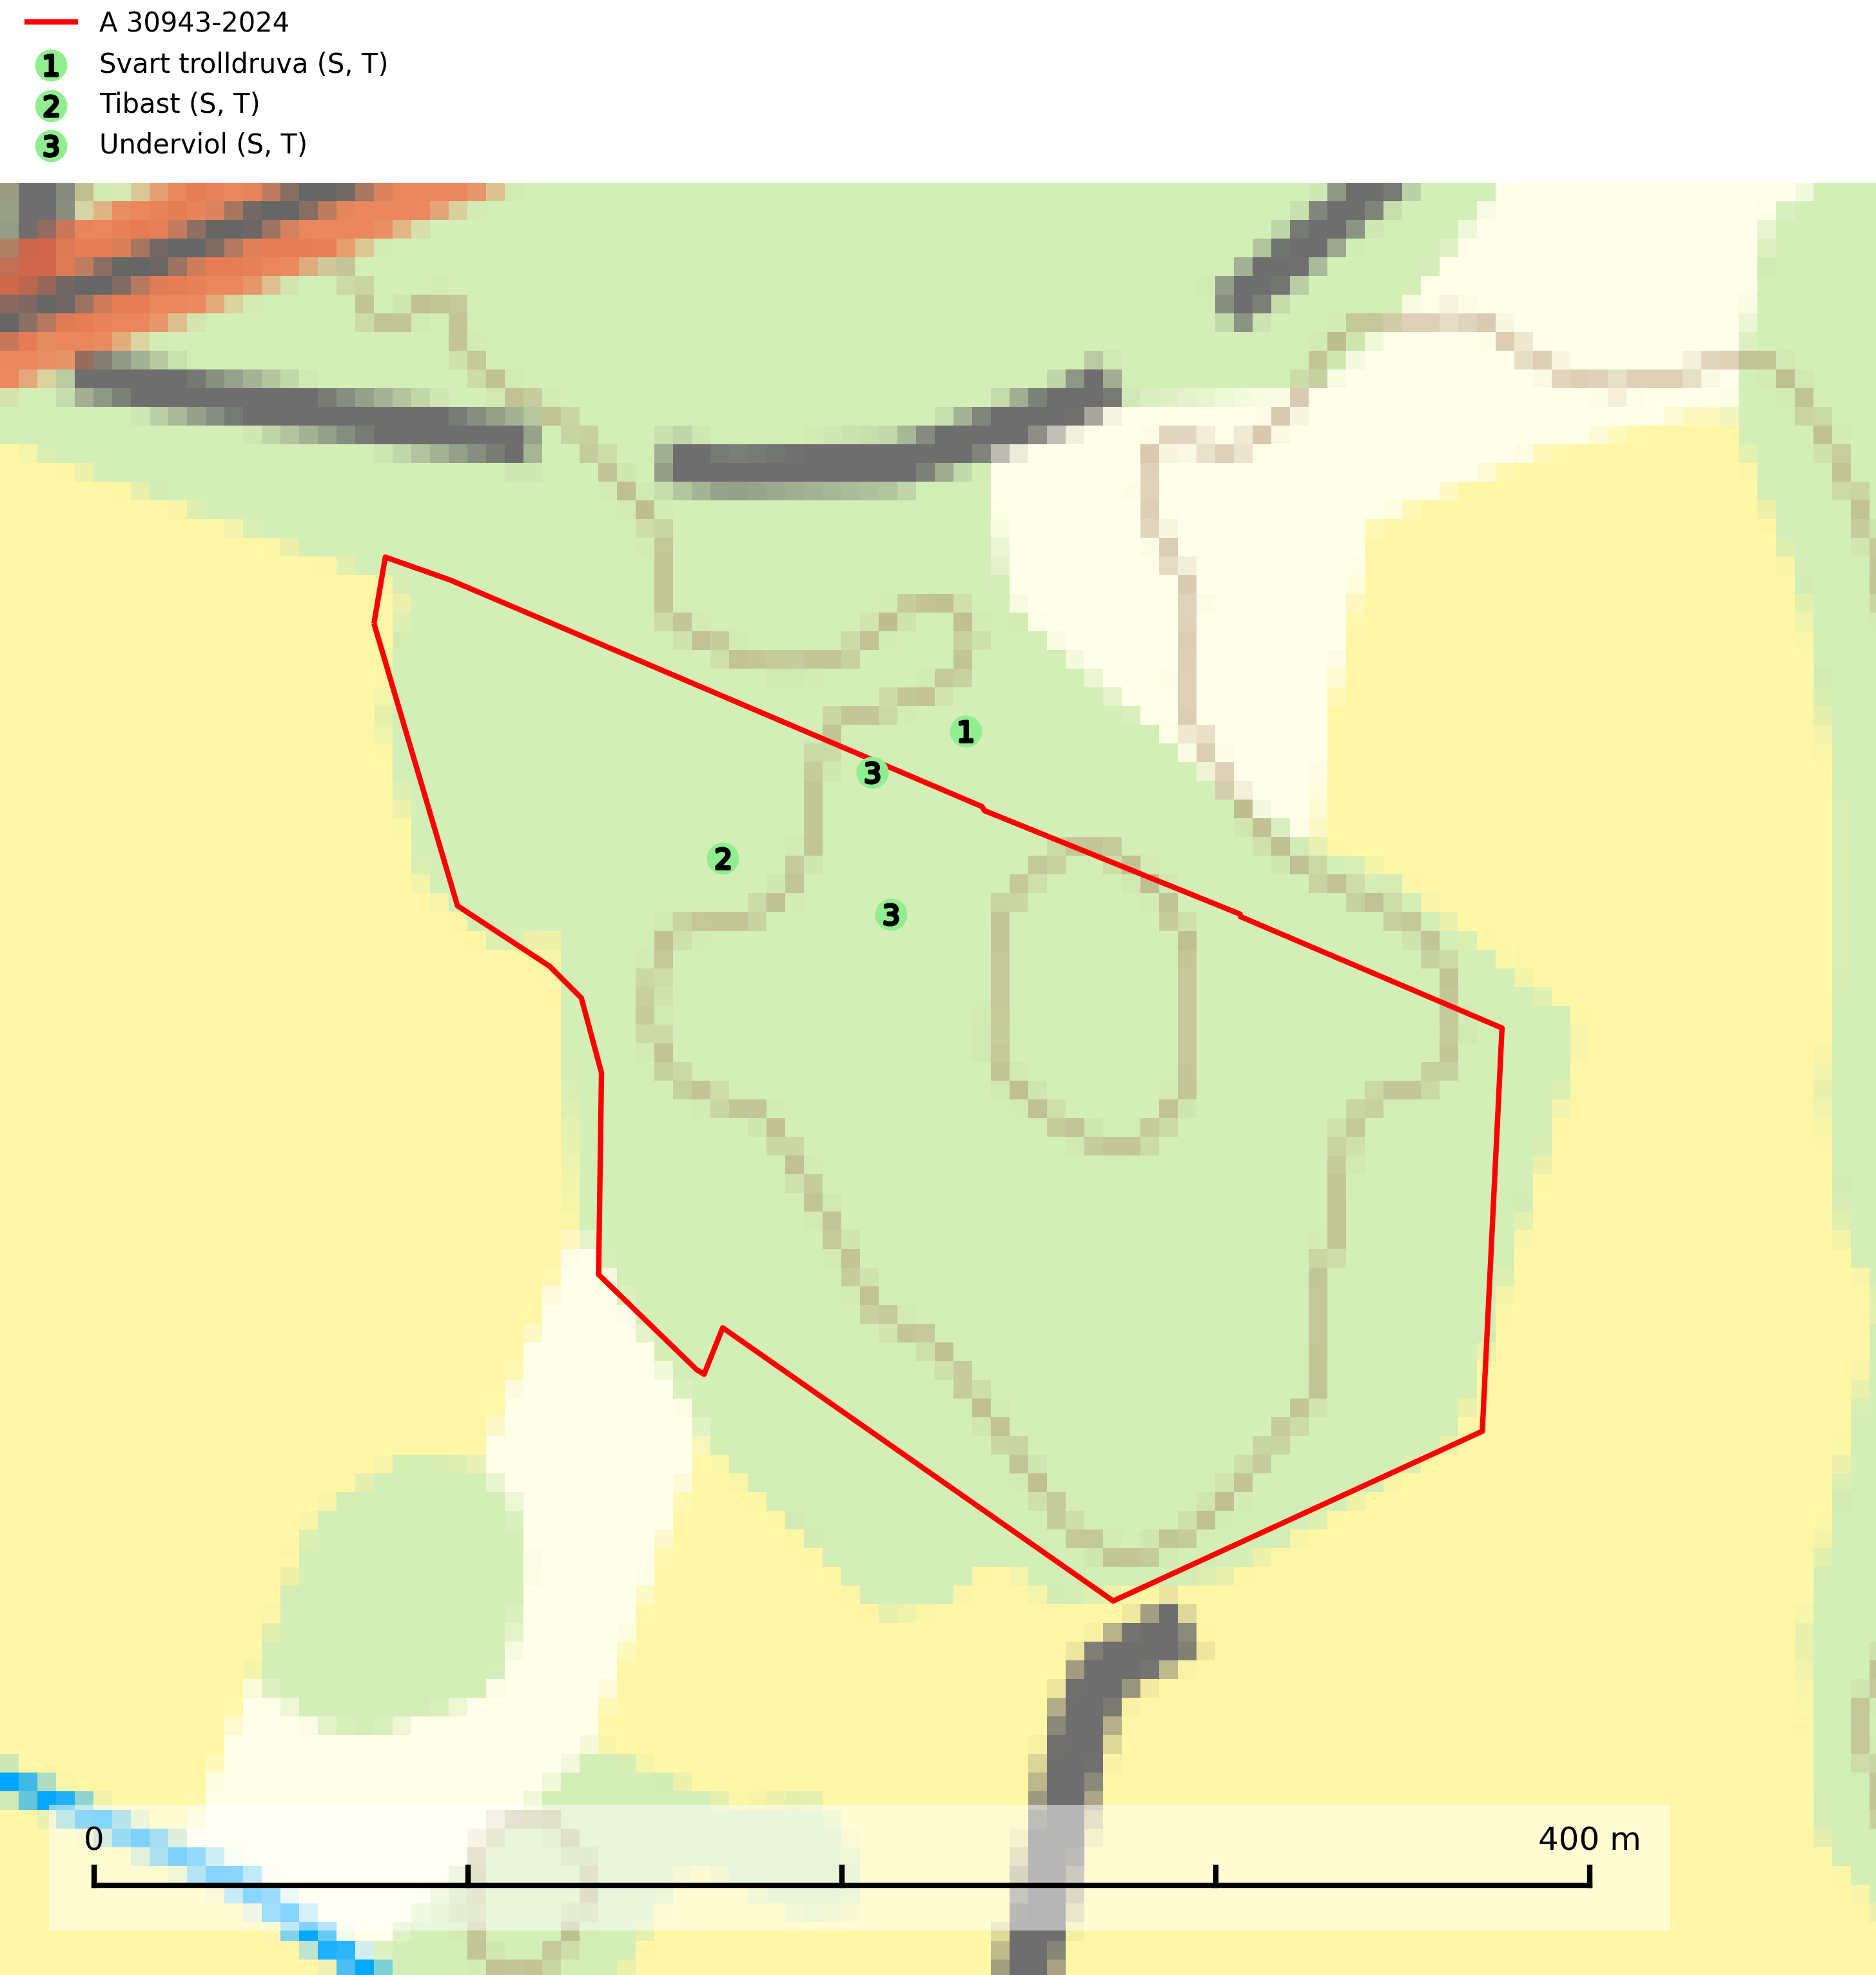 A 30943-2024
1 Svart trolldruva (S, T)
2 Tibast (S, T)
3 Underviol (S, T)
1
3
2
3
0 400 m